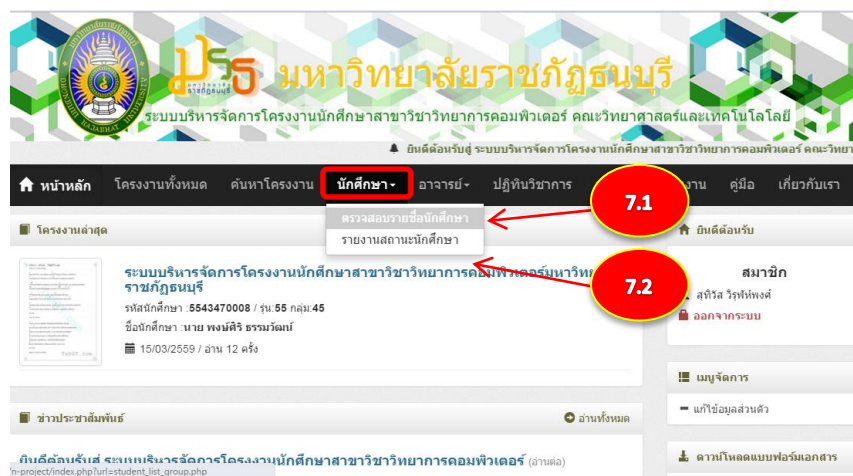 มรธ
มหาวิทยาลัย
ราชภัฏธนบุรี
มหาวิทยาลัยราชภัฏธนบุรี
ระบบบริหารจัดการโครงงานนักศึกษาสาขาวิชาวิทยาการคอมพิวเตอร์ คณะวิทยาศาสตร์และเทคโนโลโลยี
ยินดีต้อนรับสู่ ระบบบริหารจัดการโครงงานนักศึกษาสาขาวิชาวิทยาการคอมพิวเตอร์ คณะวิทยา
หน้าหลัก โครงงานทั้งหมด ค้นหาโครงงาน นักศึกษา อาจารย์ ปฏิทินวิชาการ งาน คู่มือ เกี่ยวกับเรา
7.1
ตรวจสอบรายชื่อนักศึกษา
รายงานสถานะนักศึกษา
7.2
โครงงานล่าสุด
ระบบบริหารจัดการโครงงานนักศึกษาสาขาวิชาวิทยาการคอมพิวเตอร์มหาวิทย
ราชภัฏธนบุรี
รหัสนักศึกษา :5543470008 / รุ่น:55 กลุ่ม:45
ชื่อนักศึกษา :นาย พงษ์ศิริ ธรรมวัฒน์
15/03/2559 / อ่าน 12 ครั้ง
ข่าวประชาสัมพันธ์ อ่านทั้งหมด
ยินดีต้อนรับสู่ ระบบบริหารจัดการโครงงานนักศึกษาสาขาวิชาวิทยาการคอมพิวเตอร์ (อ่านต่อ)
n-project/index.php?url=student_list_group.php
ยินดีต้อนรับ
สมาชิก
สุทิวัส วิรุฬห์พงศ์
ออกจากระบบ
เมนูจัดการ
แก้ไข้อมูลส่วนตัว
ดาวน์โหลดแบบฟอร์มเอกสาร